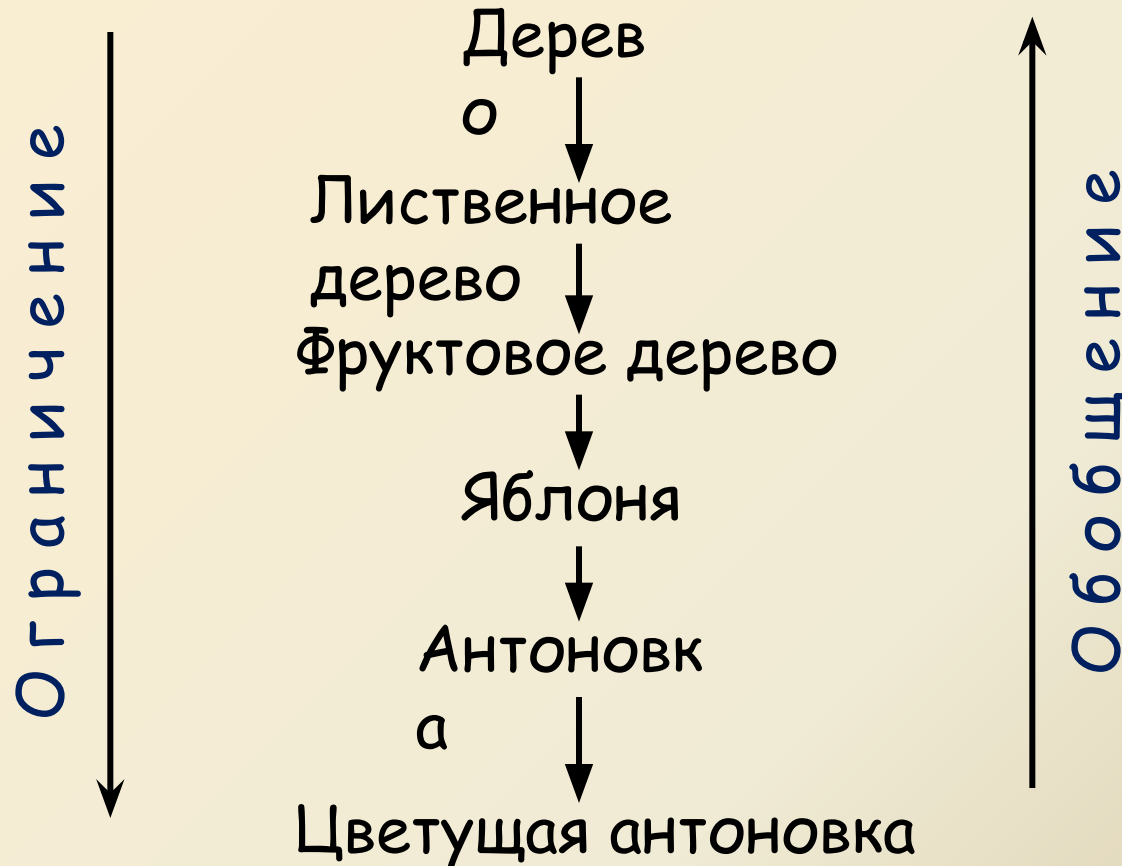 Ограничение
Дерев
о
Лиственное
дерево
Фруктовое дерево
Яблоня
Антоновк
а
Цветущая антоновка
Обобщение